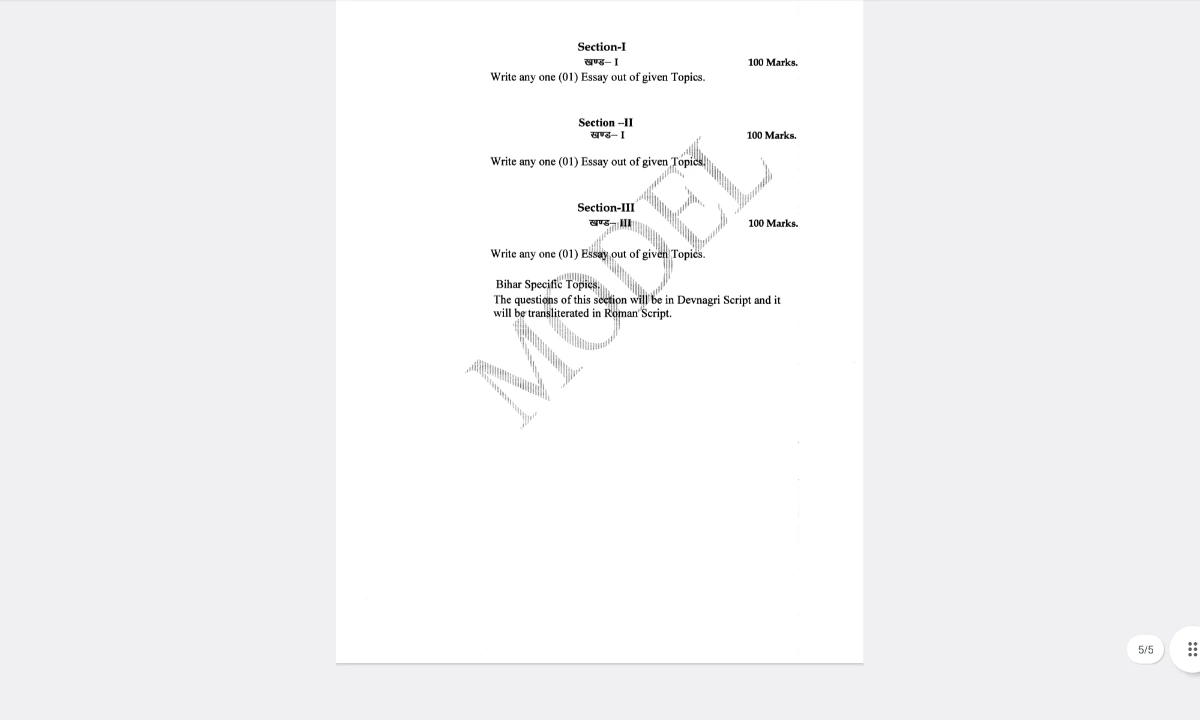 Section-I
खण्ड– I
100 Marks.
Write any one (01) Essay out of given Topics.
Section –II
खण्ड– I
100 Marks.
Write any one (01) Essay out of given Topics.
Section-III
खण्ड– III
100 Marks.
Write any one (01) Essay out of given Topics.
Bihar Specific Topics.
The questions of this section will be in Devnagri Script and it
will be transliterated in Roman Script.
MODEL
5/5